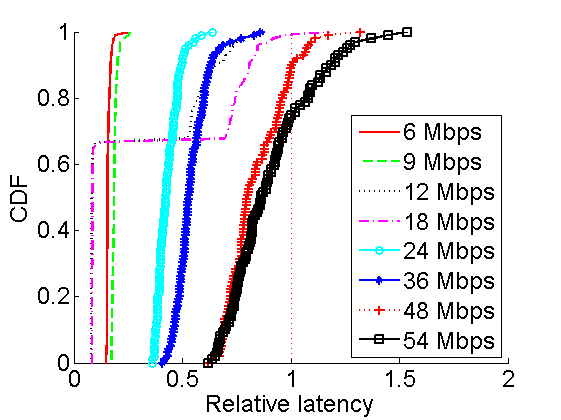 1
0.8
0.6
0.4
0.2
0
CDF
6 Mbps
9 Mbps
12 Mbps
18 Mbps
24 Mbps
36 Mbps
48 Mbps
54 Mbps
0
0.5
1
1.5
2
Relative latency